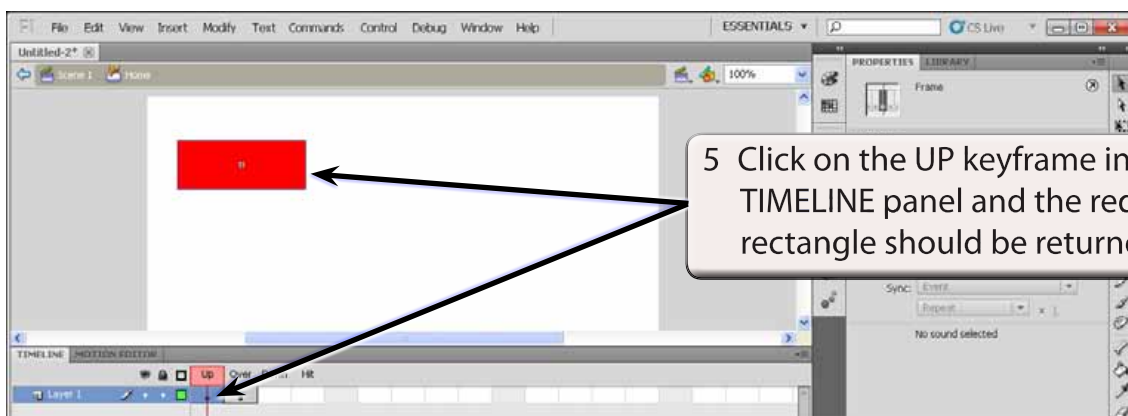 File Edit View Insert Modify Text Commands Control Debug Window Help ESSENTIALS CS Live
Untitled-2*
Scene 1 Home 100%
PROPERTIES LIBRARY
Frame
5 Click on the UP keyframe in
TIMELINE panel and the
rectangle should be
Sync: Event
Repeat x 1
No sound selected
TIMELINE MOTION EDITOR
Up Over Hit
Layer 1